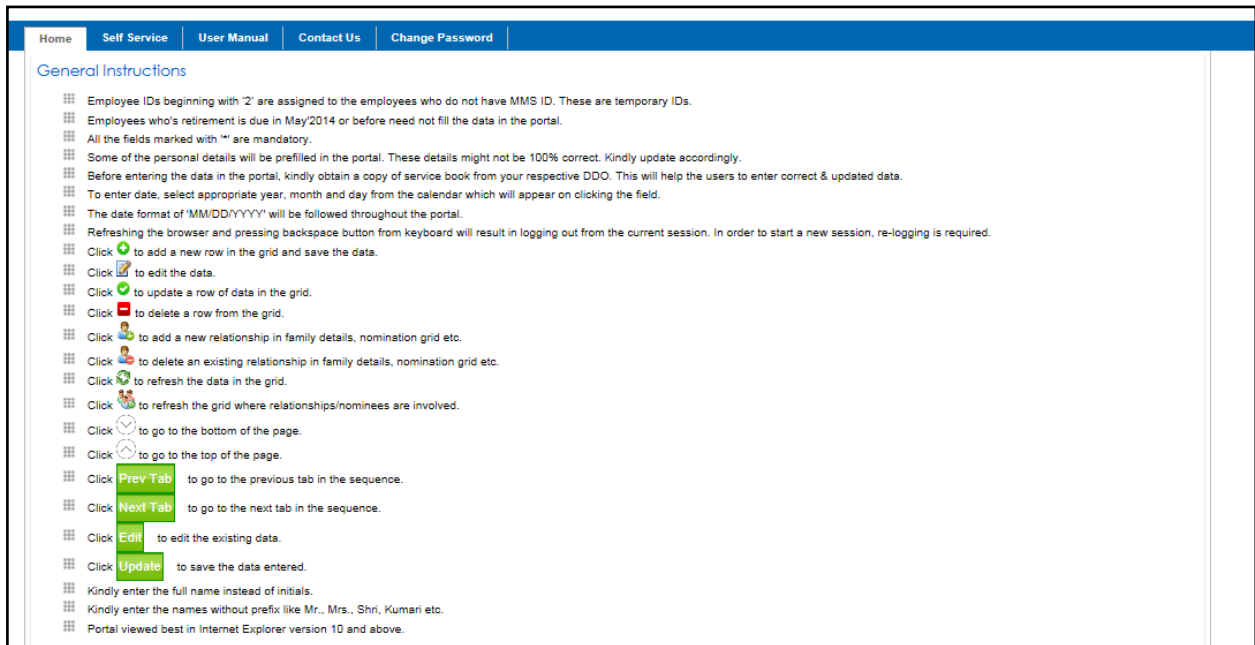 Home Self Service User Manual Contact Us Change Password
General Instructions
Employee IDs beginning with '2' are assigned to the employees who do not have MMS ID. These are temporary IDs.
Employees who's retirement is due in May'2014 or before need not fill the data in the portal.
All the fields marked with '*' are mandatory.
Some of the personal details will be prefilled in the portal. These details might not be 100% correct. Kindly update accordingly.
Before entering the data in the portal, kindly obtain a copy of service book from your respective DDO. This will help the users to enter correct & updated data.
To enter date, select appropriate year, month and day from the calendar which will appear on clicking the field.
The date format of 'MM/DD/YYYY' will be followed throughout the portal.
Refreshing the browser and pressing backspace button from keyboard will result in logging out from the current session. In order to start a new session, re-logging is required.
Click to add a new row in the grid and save the data.
Click to edit the data.
Click to update a row of data in the grid.
Click to delete a row from the grid.
Click to add a new relationship in family details, nomination grid etc.
Click to delete an existing relationship in family details, nomination grid etc.
Click to refresh the data in the grid.
Click to refresh the grid where relationships/nominees are involved.
Click to go to the bottom of the page.
Click to go to the top of the page.
Click Prev Tab to go to the previous tab in the sequence.
Click Next Tab to go to the next tab in the sequence.
Click Edit to edit the existing data.
Click Update to save the data entered.
Kindly enter the full name instead of initials.
Kindly enter the names without prefix like Mr., Mrs., Shri, Kumari etc.
Portal viewed best in Internet Explorer version 10 and above.